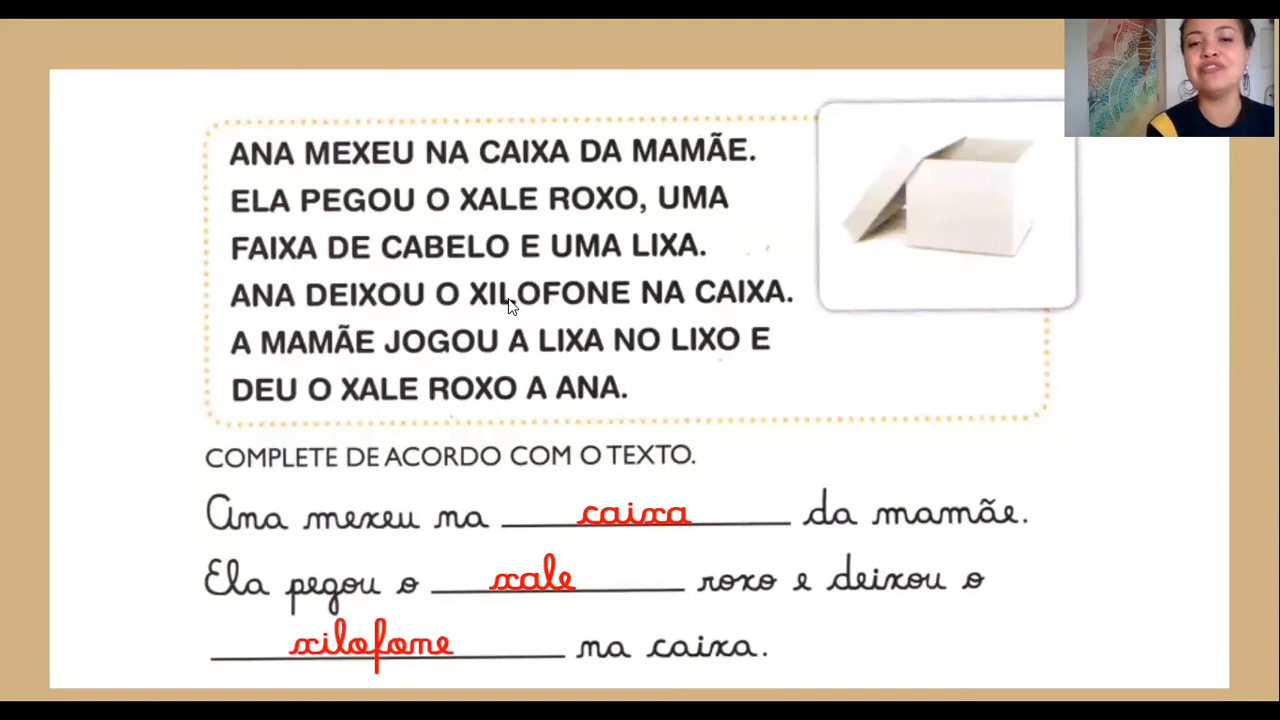 ANA MEXEU NA CAIXA DA MAMÃE.
ELA PEGOU O XALE ROXO, UMA
FAIXA DE CABELO E UMA LIXA.
ANA DEIXOU O XILOFONE NA CAIXA.
A MAMÃE JOGOU A LIXA NO LIXO E
DEU O XALE ROXO A ANA.
COMPLETE DE ACORDO COM O TEXTO.
Ana mexeu na caixa da mamãe.
Ela pegou o xale roxo e deixou o
xilofone na caixa.